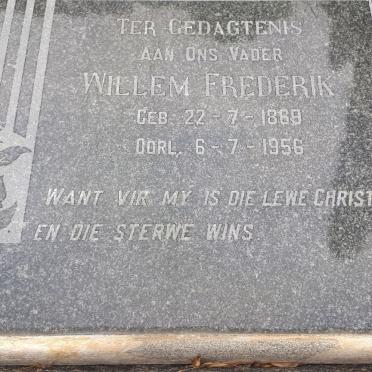 TER GEDAGTENIS
AAN ONS VADER
WILLEM FREDERIK
GEB. 22-7-1869
OORL. 6-7-1956
WANT VIR MY IS DIE LEWE CHRIST
EN DIE STERWE WINS.